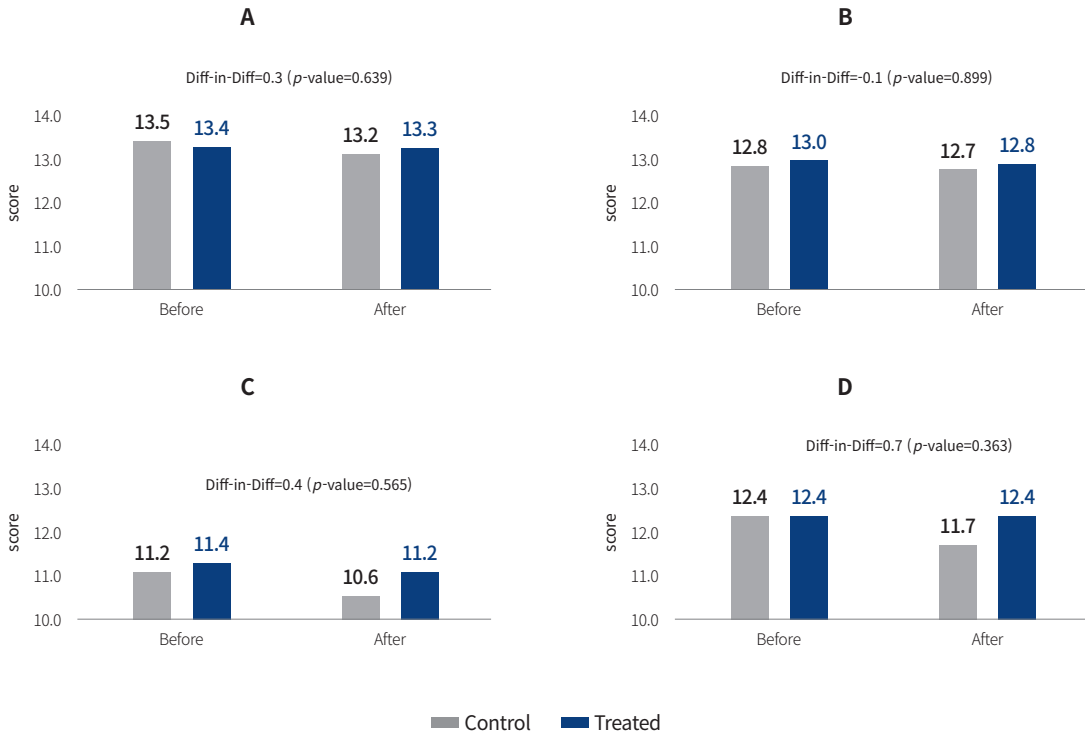 A
Diff-in-Diff=0.3 (p-value=0.639)
14.0
13.0
12.0
11.0
10.0
score
13.5
13.4
13.2
13.3
Before
After
B
Diff-in-Diff=-0.1 (p-value=0.899)
14.0
13.0
12.0
11.0
10.0
score
12.8
13.0
12.7
12.8
Before
After
C
Diff-in-Diff=0.4 (p-value=0.565)
14.0
13.0
12.0
11.0
10.0
score
11.2
11.4
10.6
11.2
Before
After
D
Diff-in-Diff=0.7 (p-value=0.363)
14.0
13.0
12.0
11.0
10.0
score
12.4
12.4
11.7
12.4
Before
After
Control
Treated